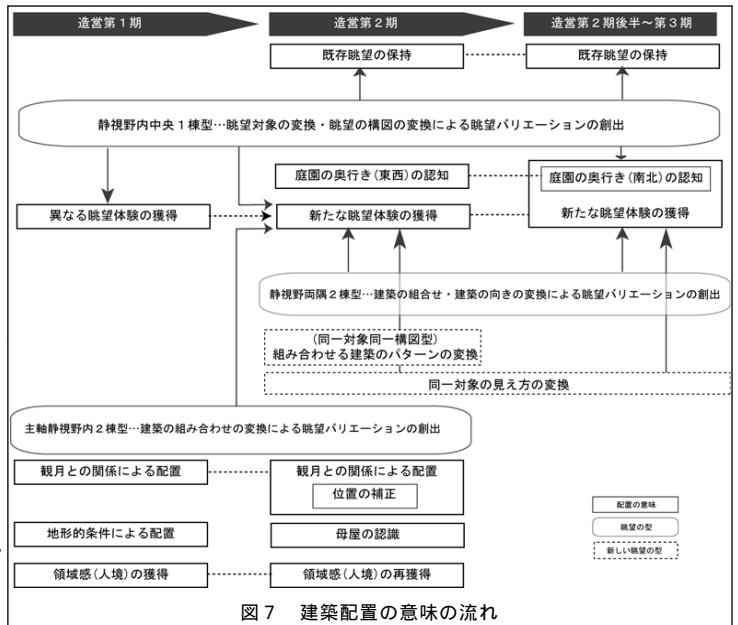 造営第１期
造営第２期
造営第２期後半～第３期
既存眺望の保持
既存眺望の保持
静視野内中央１棟型…眺望対象の変換・眺望の構図の変換による眺望バリエーションの創出
庭園の奥行き(東西)の認知
庭園の奥行き(南北)の認知
異なる眺望体験の獲得
新たな眺望体験の獲得
新たな眺望体験の獲得
静視野両隅２棟型…建築の組合せ・建築の向きの変換による眺望バリエーションの創出
(同一対象同一構図型)
組み合わせる建築のパターンの変換
同一対象の見え方の変換
主軸静視野内２棟型…建築の組み合わせの変換による眺望バリエーションの創出
観月との関係による配置
観月との関係による配置
位置の補正
地形的条件による配置
母屋の認識
領域感(人境)の獲得
領域感(人境)の再獲得
配置の意味
眺望の型
新しい眺望の型
図７　建築配置の意味の流れ